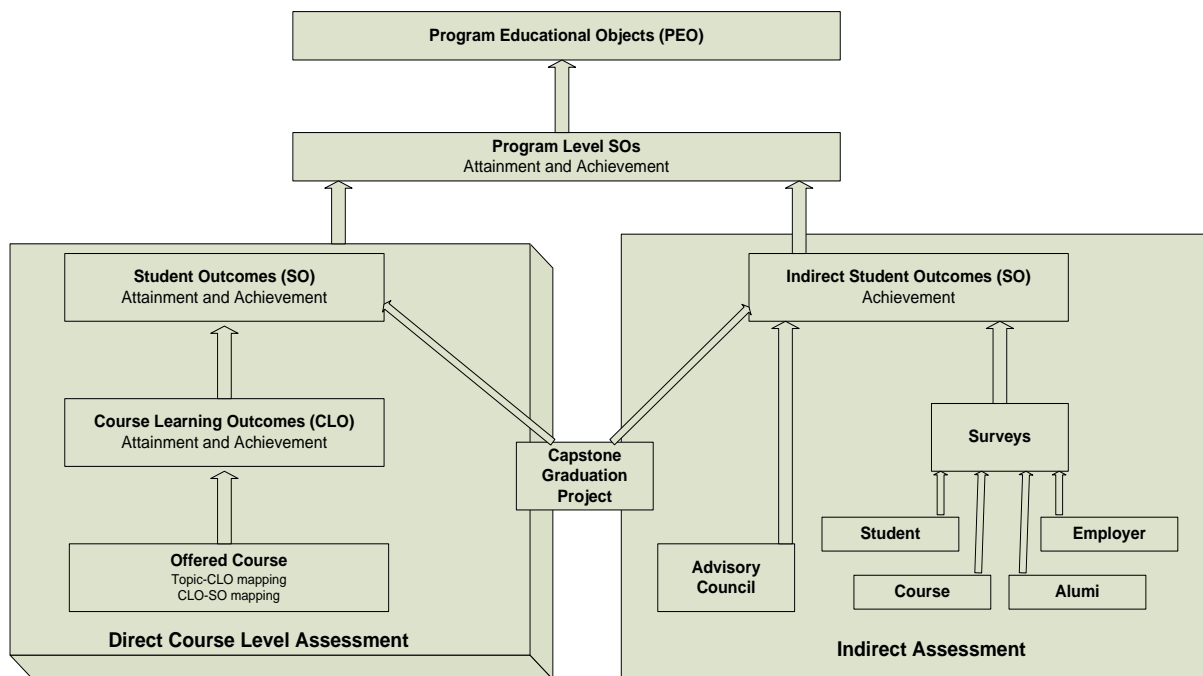 Program Educational Objects (PEO)
Program Level SOs
Attainment and Achievement
Student Outcomes (SO)
Attainment and Achievement
Course Learning Outcomes (CLO)
Attainment and Achievement
Offered Course
Topic-CLO mapping
CLO-SO mapping
Direct Course Level Assessment
Capstone
Graduation
Project
Indirect Student Outcomes (SO)
Achievement
Surveys
Student
Employer
Course
Alumi
Advisory
Council
Indirect Assessment